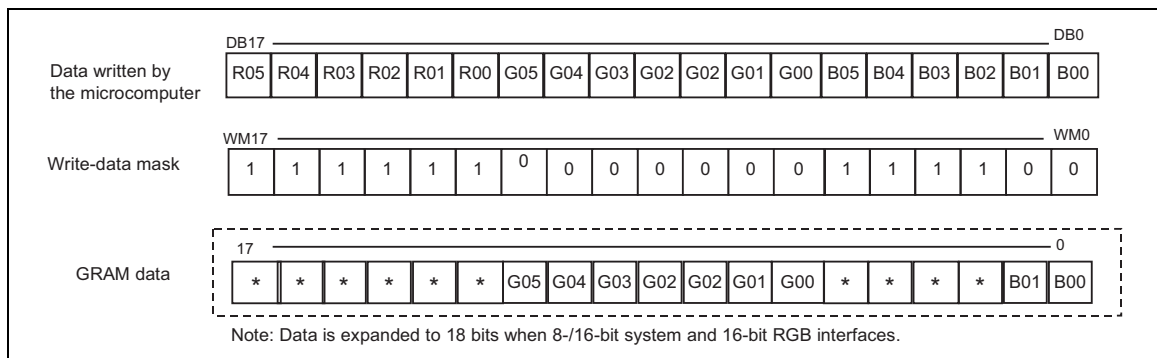 DB17 DB0
Data written by
the microcomputer
R05 R04 R03 R02 R01 R00 G05 G04 G03 G02 G02 G01 G00 B05 B04 B03 B02 B01 B00
WM17 WM0
Write-data mask
1 1 1 1 1 1 0 0 0 0 0 0 0 1 1 1 1 0 0
17 0
GRAM data
* * * * * * G05 G04 G03 G02 G02 G01 G00 * * * * B01 B00
Note: Data is expanded to 18 bits when 8-/16-bit system and 16-bit RGB interfaces.